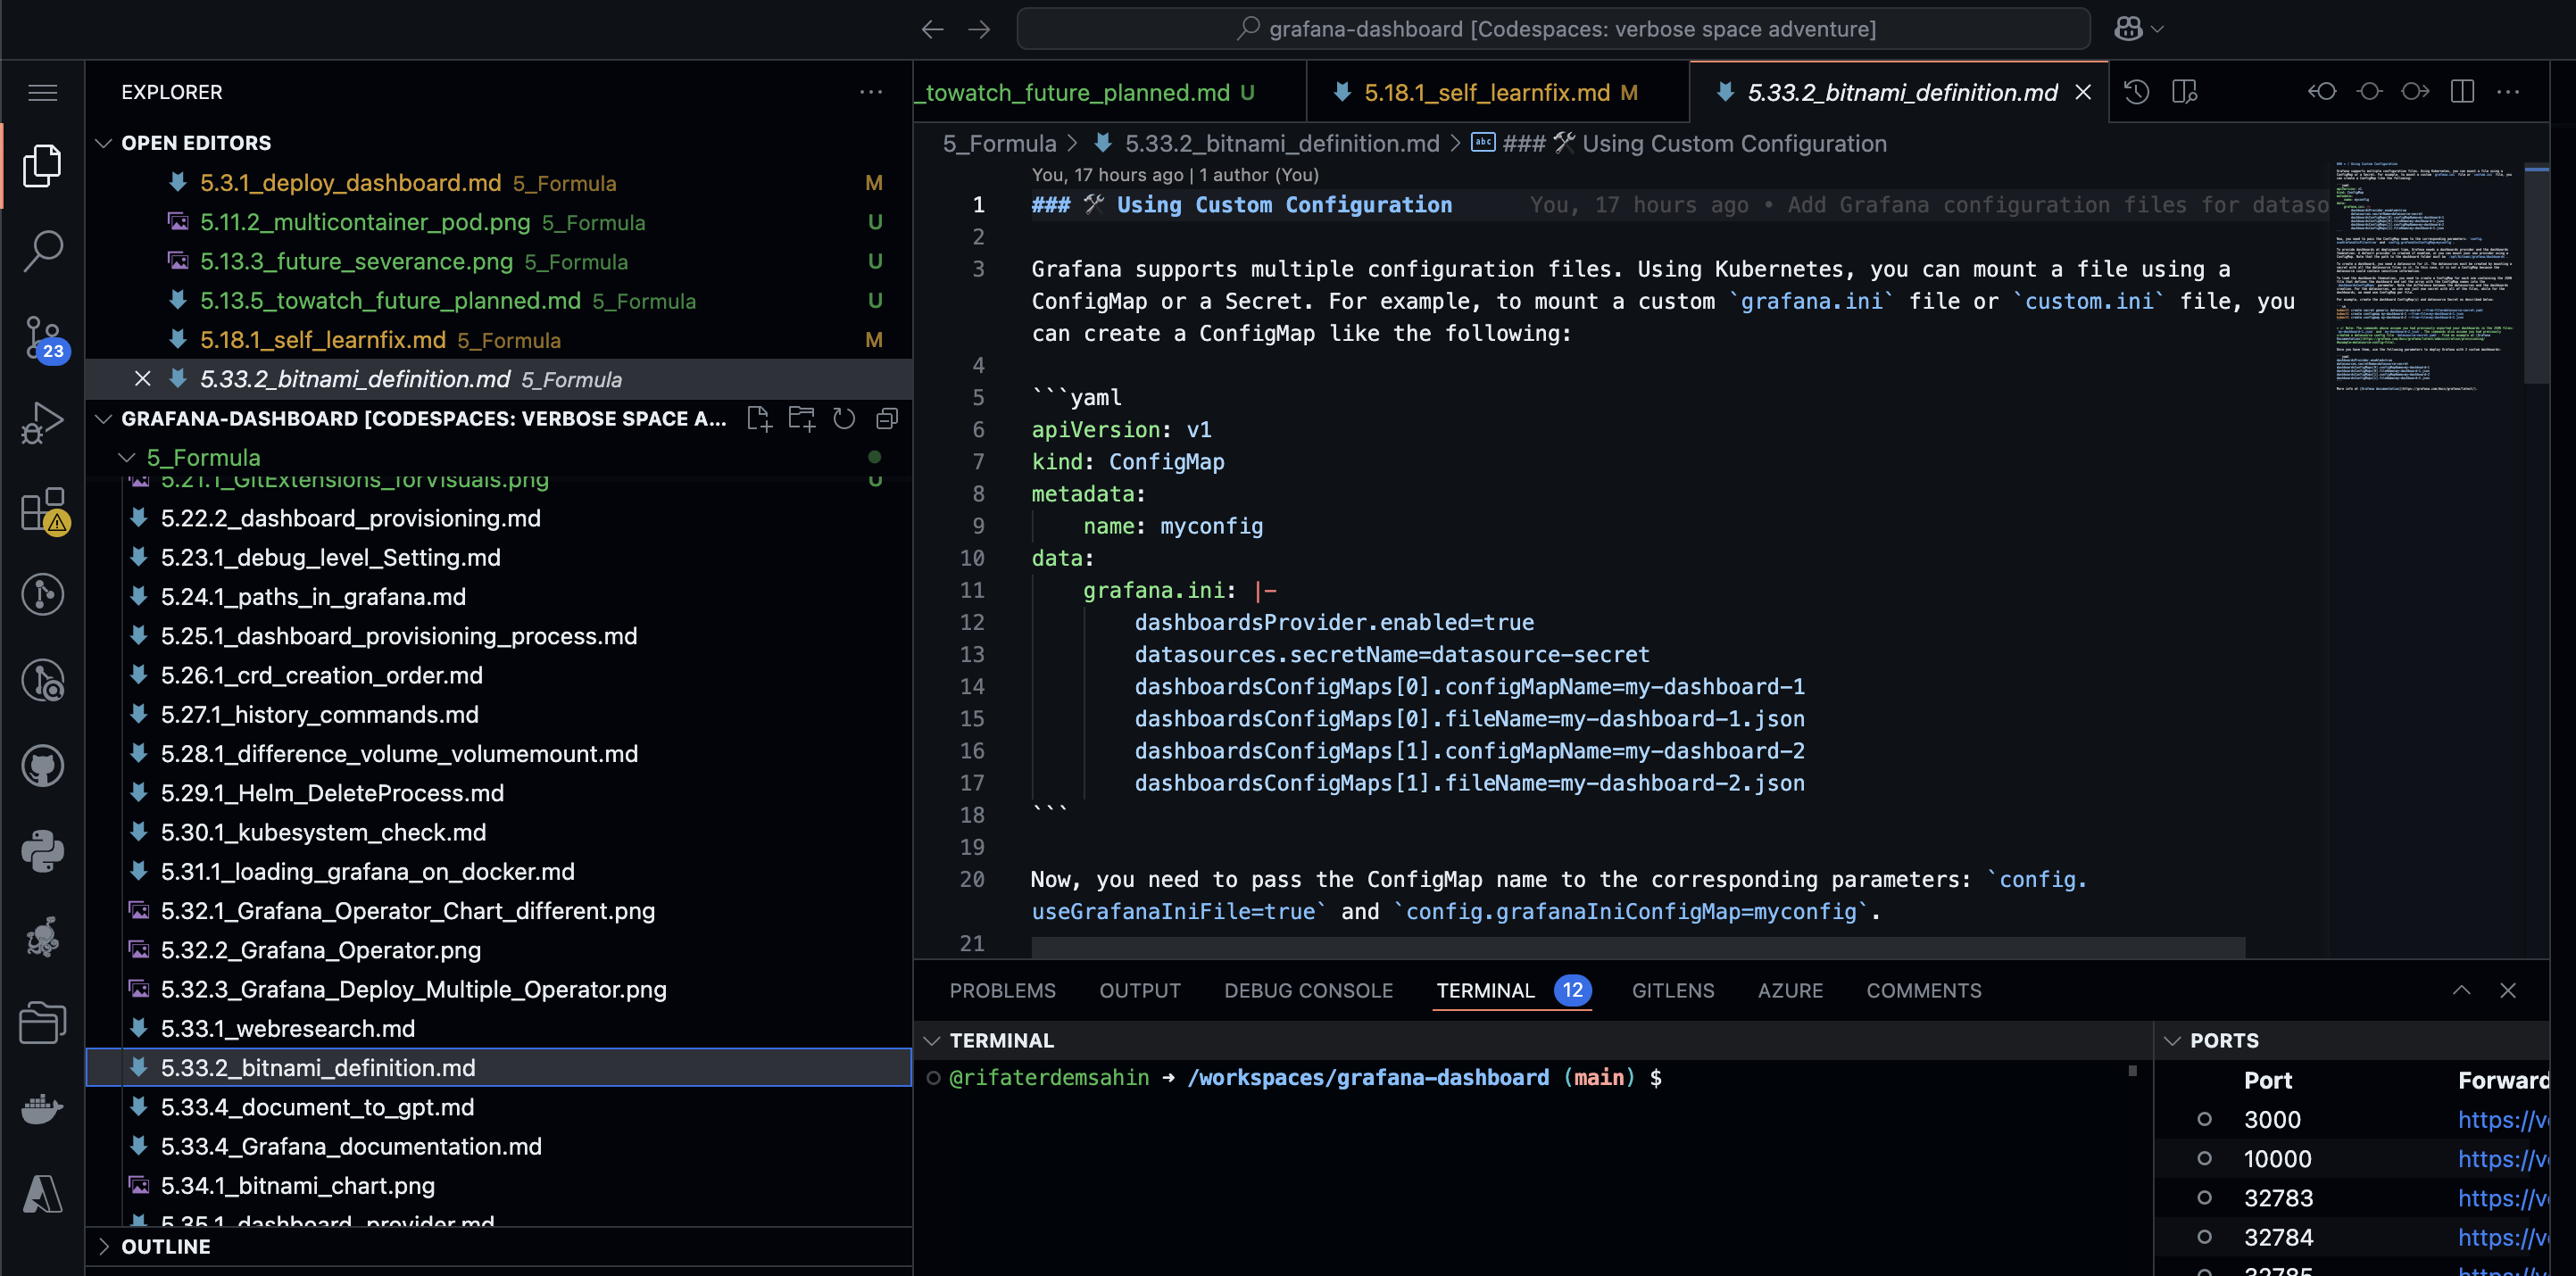 grafana-dashboard [Codespaces: verbose space adventure]
EXPLORER
OPEN EDITORS
5.3.1_deploy_dashboard.md 5_Formula M
5.11.2_multicontainer_pod.png 5_Formula U
5.13.3_future_severance.png 5_Formula U
5.13.5_towatch_future_planned.md 5_Formula U
5.18.1_self_learnfix.md 5_Formula M
5.33.2_bitnami_definition.md 5_Formula
GRAFANA-DASHBOARD [CODESPACES: VERBOSE SPACE A...
5_Formula
5.21.1_GitExtensions_forVisuals.png U
5.22.2_dashboard_provisioning.md
5.23.1_debug_level_Setting.md
5.24.1_paths_in_grafana.md
5.25.1_dashboard_provisioning_process.md
5.26.1_crd_creation_order.md
5.27.1_history_commands.md
5.28.1_difference_volume_volumemount.md
5.29.1_Helm_DeleteProcess.md
5.30.1_kubesystem_check.md
5.31.1_loading_grafana_on_docker.md
5.32.1_Grafana_Operator_Chart_different.png
5.32.2_Grafana_Operator.png
5.32.3_Grafana_Deploy_Multiple_Operator.png
5.33.1_webresearch.md
5.33.2_bitnami_definition.md
5.33.4_document_to_gpt.md
5.33.4_Grafana_documentation.md
5.34.1_bitnami_chart.png
5.35.1_dashboard_provider.md
OUTLINE
23
_towatch_future_planned.md U
5.18.1_self_learnfix.md M
5.33.2_bitnami_definition.md
5_Formula > 5.33.2_bitnami_definition.md > abc ### 🛠 Using Custom Configuration
You, 17 hours ago | 1 author (You)
1 ### 🛠 Using Custom Configuration You, 17 hours ago • Add Grafana configuration files for dataso
2
3 Grafana supports multiple configuration files. Using Kubernetes, you can mount a file using a
ConfigMap or a Secret. For example, to mount a custom `grafana.ini` file or `custom.ini` file, you
can create a ConfigMap like the following:
4
5 ```yaml
6 apiVersion: v1
7 kind: ConfigMap
8 metadata:
9 name: myconfig
10 data:
11 grafana.ini: |-
12 dashboardsProvider.enabled=true
13 datasources.secretName=datasource-secret
14 dashboardsConfigMaps[0].configMapName=my-dashboard-1
15 dashboardsConfigMaps[0].fileName=my-dashboard-1.json
16 dashboardsConfigMaps[1].configMapName=my-dashboard-2
17 dashboardsConfigMaps[1].fileName=my-dashboard-2.json
18 ```
19
20 Now, you need to pass the ConfigMap name to the corresponding parameters: `config.
useGrafanaIniFile=true` and `config.grafanaIniConfigMap=myconfig`.
21
PROBLEMS OUTPUT DEBUG CONSOLE TERMINAL 12 GITLENS AZURE COMMENTS
TERMINAL
@rifaterdemsahin ➜ /workspaces/grafana-dashboard (main) $
PORTS
Port Forward
3000 https://v
10000 https://v
32783 https://v
32784 https://v
32785 https://v